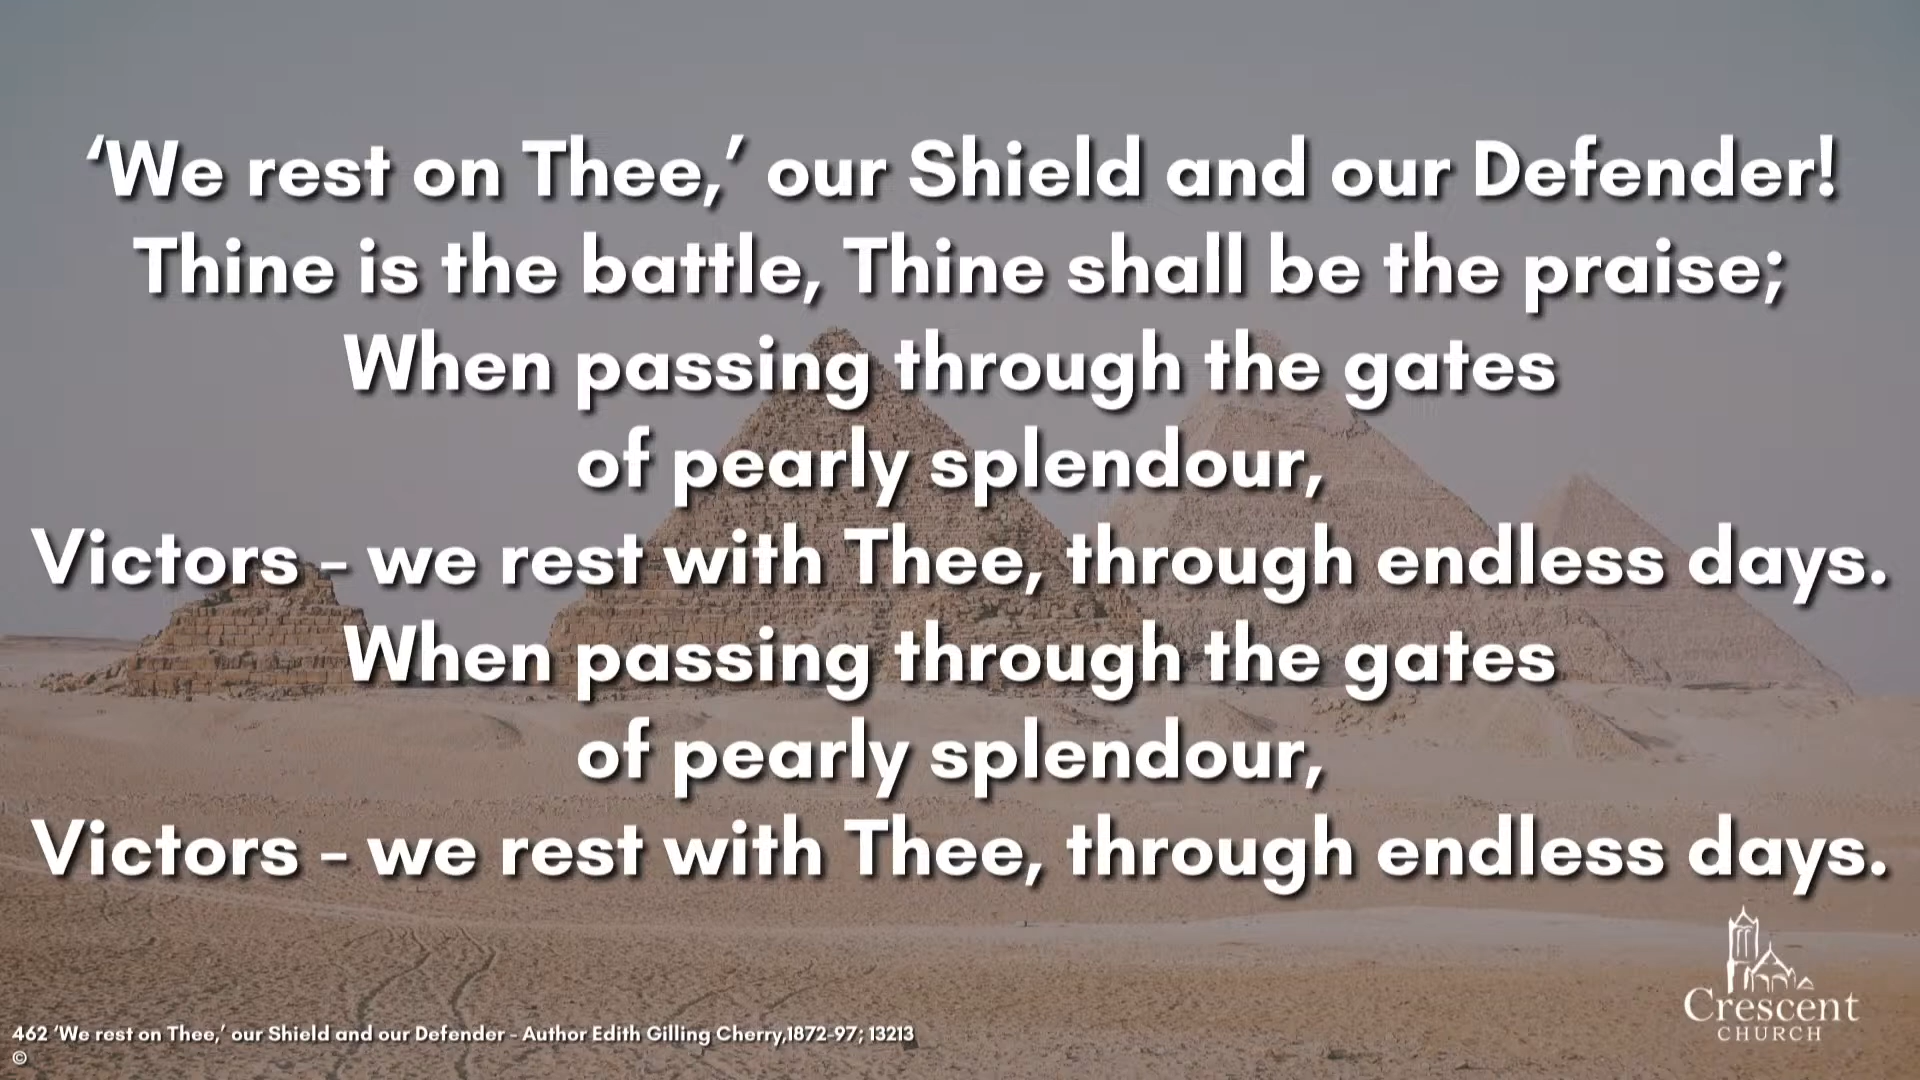 ‘We rest on Thee,’ our Shield and our Defender!
Thine is the battle, Thine shall be the praise;
When passing through the gates
of pearly splendour,
Victors - we rest with Thee, through endless days.
When passing through the gates
of pearly splendour,
Victors - we rest with Thee, through endless days.
Crescent
CHURCH
462 ‘We rest on Thee,’ our Shield and our Defender - Author Edith Gilling Cherry,1872-97; 13213
©